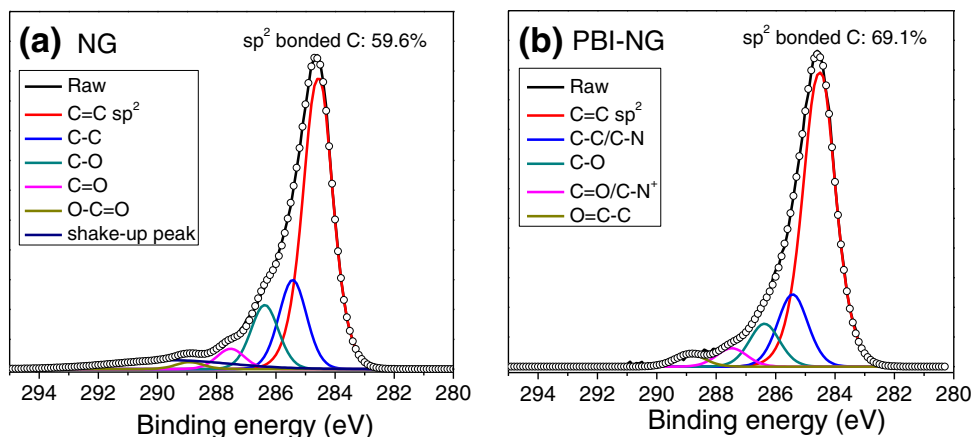 (a) NG
sp² bonded C: 59.6%
Raw
C=C sp²
C-C
C-O
C=O
O-C=O
shake-up peak
294 292 290 288 286 284 282 280
Binding energy (eV)
(b) PBI-NG
sp² bonded C: 69.1%
Raw
C=C sp²
C-C/C-N
C-O
C=O/C-N⁺
O=C-C
294 292 290 288 286 284 282 280
Binding energy (eV)